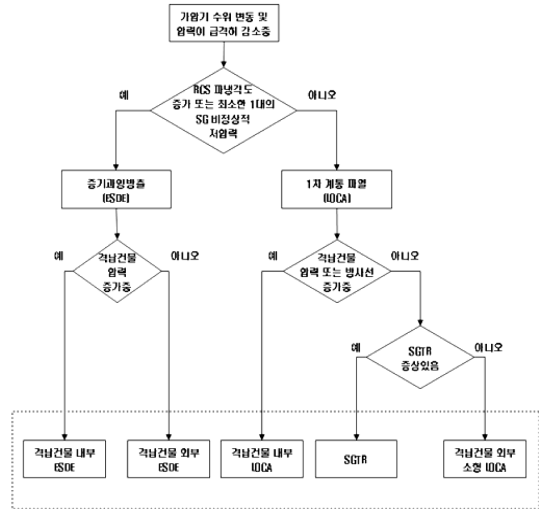 가압기 수위 변동 및
압력이 급격히 감소중
RCS 과냉각도
증가 또는 최소한 1대의
SG 비정상적
저압력
예
아니오
증기과잉방출
(ESDE)
1차 계통 파열
(LOCA)
격납건물
압력
증가중
예
아니오
격납건물
압력 또는 방사선
증가중
예
아니오
SGTR
증상있음
예
아니오
격납건물 내부
ESDE
격납건물 외부
ESDE
격납건물 내부
LOCA
SGTR
격납건물 외부
소형 LOCA